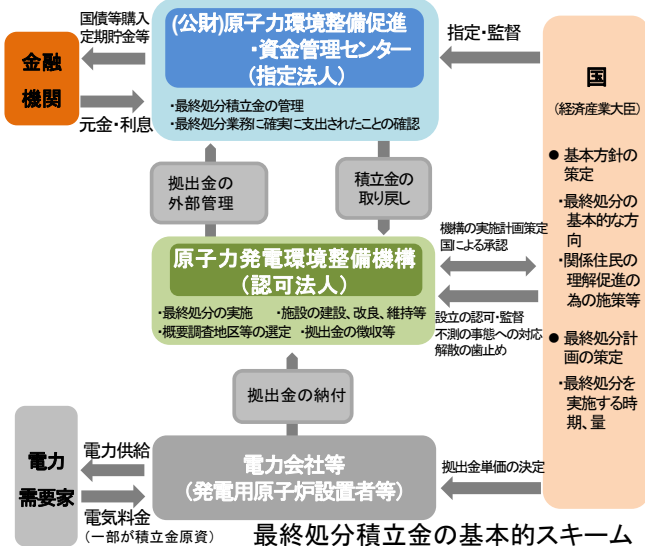 国債等購入
定期貯金等
金融
機関
元金・利息
(公財)原子力環境整備促進
・資金管理センター
(指定法人)
・最終処分積立金の管理
・最終処分業務に確実に支出されたことの確認
指定・監督
国
(経済産業大臣)
● 基本方針の
策定
・最終処分の
基本的な方
向
・関係住民の
理解促進の
為の施策等
● 最終処分計
画の策定
・最終処分を
実施する時
期、量
拠出金の
外部管理
積立金の
取り戻し
機構の実施計画策定
国による承認
原子力発電環境整備機構
(認可法人)
・最終処分の実施 ・施設の建設、改良、維持等
・概要調査地区等の選定 ・拠出金の徴収等
設立の認可・監督
不測の事態への対応
解散の歯止め
拠出金の納付
電力
需要家
電力供給
電気料金
(一部が積立金原資)
電力会社等
(発電用原子炉設置者等)
拠出金単価の決定
最終処分積立金の基本的スキーム